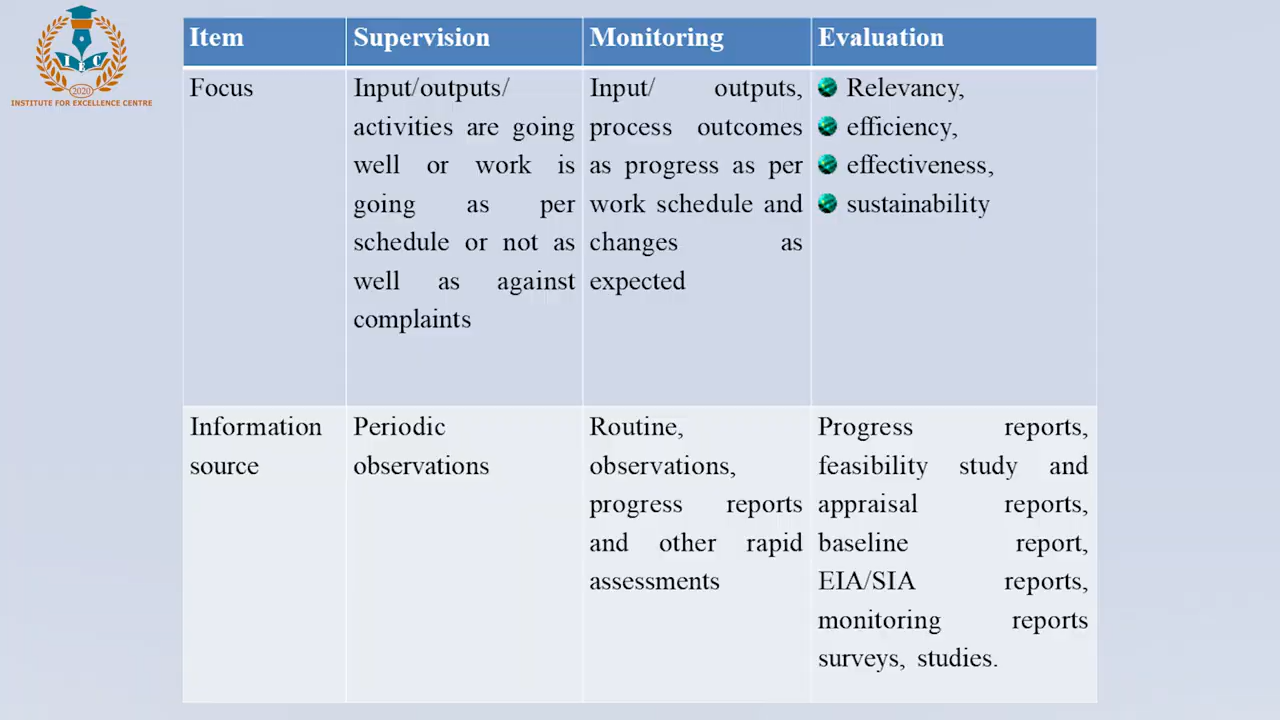 IEC
2020
INSTITUTE FOR EXCELLENCE CENTRE
Item
Supervision
Monitoring
Evaluation
Focus
Input/outputs/
activities are going
well or work is
going as per
schedule or not as
well as against
complaints
Input/ outputs,
process outcomes
as progress as per
work schedule and
changes as
expected
Relevancy,
efficiency,
effectiveness,
sustainability
Information
source
Periodic
observations
Routine,
observations,
progress reports
and other rapid
assessments
Progress reports,
feasibility study and
appraisal reports,
baseline report,
EIA/SIA reports,
monitoring reports
surveys, studies.